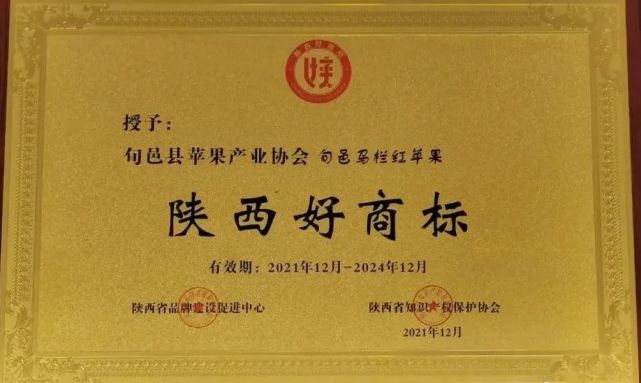 授予：
旬邑县苹果产业协会 旬邑马栏红苹果
陕西好商标
有效期：2021年12月-2024年12月
陕西省品牌建设促进中心
陕西省知识产权保护协会
2021年12月